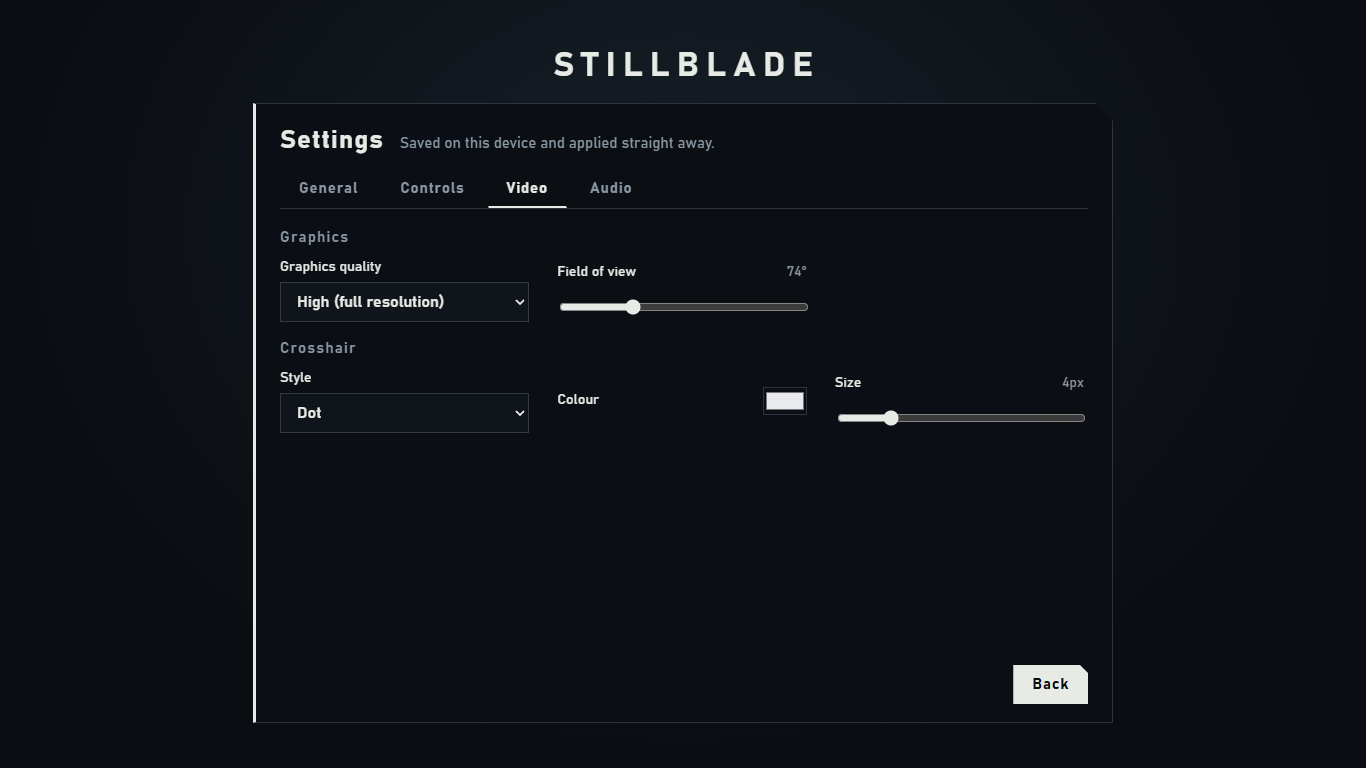 STILLBLADE
Settings Saved on this device and applied straight away.
General Controls Video Audio
Graphics
Graphics quality Field of view 74°
High (full resolution)
Crosshair
Style Colour Size 4px
Dot
Back